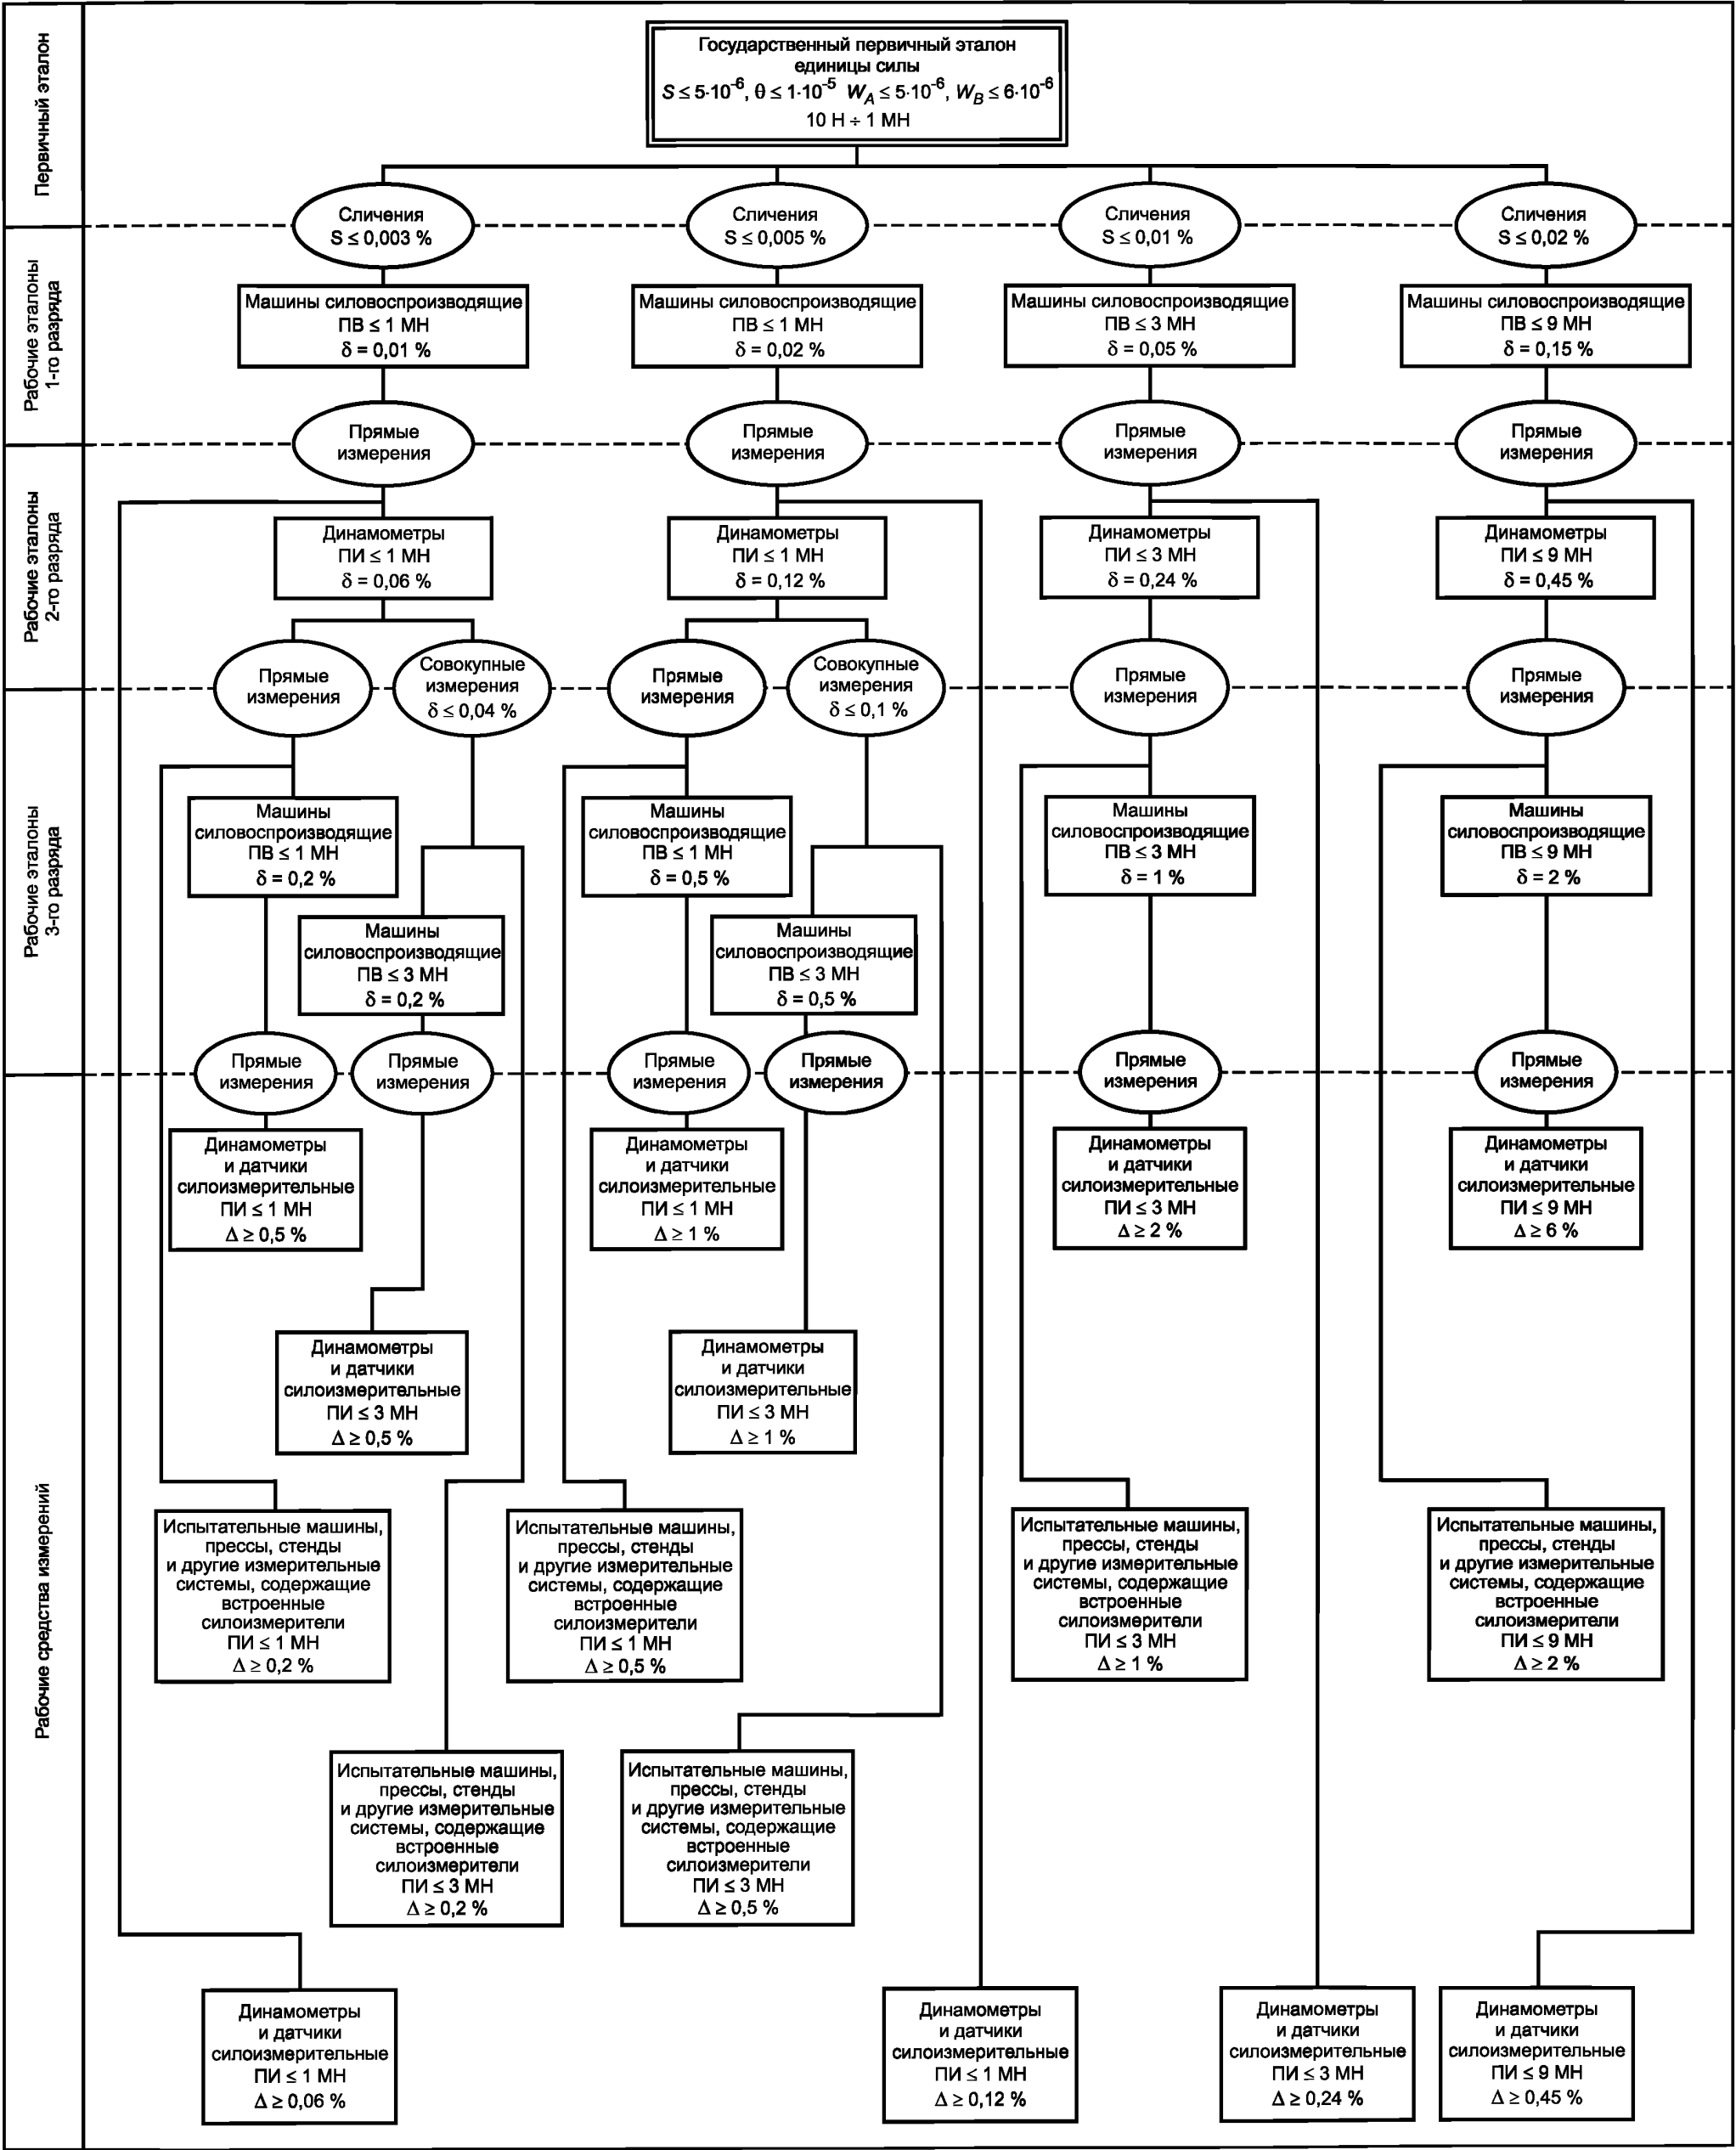 Первичный эталон
Государственный первичный эталон
единицы силы
S ≤ 5·10⁻⁶, θ ≤ 1·10⁻⁵ W_A ≤ 5·10⁻⁶, W_B ≤ 6·10⁻⁶
10 Н ÷ 1 МН
Сличения
S ≤ 0,003 %
Сличения
S ≤ 0,005 %
Сличения
S ≤ 0,01 %
Сличения
S ≤ 0,02 %
Рабочие эталоны
1-го разряда
Машины силовоспроизводящие
ПВ ≤ 1 МН
δ = 0,01 %
Машины силовоспроизводящие
ПВ ≤ 1 МН
δ = 0,02 %
Машины силовоспроизводящие
ПВ ≤ 3 МН
δ = 0,05 %
Машины силовоспроизводящие
ПВ ≤ 9 МН
δ = 0,15 %
Прямые
измерения
Прямые
измерения
Прямые
измерения
Прямые
измерения
Рабочие эталоны
2-го разряда
Динамометры
ПИ ≤ 1 МН
δ = 0,06 %
Динамометры
ПИ ≤ 1 МН
δ = 0,12 %
Динамометры
ПИ ≤ 3 МН
δ = 0,24 %
Динамометры
ПИ ≤ 9 МН
δ = 0,45 %
Прямые
измерения
Совокупные
измерения
δ ≤ 0,04 %
Прямые
измерения
Совокупные
измерения
δ ≤ 0,1 %
Прямые
измерения
Прямые
измерения
Рабочие эталоны
3-го разряда
Машины
силовоспроизводящие
ПВ ≤ 1 МН
δ = 0,2 %
Машины
силовоспроизводящие
ПВ ≤ 3 МН
δ = 0,2 %
Машины
силовоспроизводящие
ПВ ≤ 1 МН
δ = 0,5 %
Машины
силовоспроизводящие
ПВ ≤ 3 МН
δ = 0,5 %
Машины
силовоспроизводящие
ПВ ≤ 3 МН
δ = 1 %
Машины
силовоспроизводящие
ПВ ≤ 9 МН
δ = 2 %
Прямые
измерения
Прямые
измерения
Прямые
измерения
Прямые
измерения
Прямые
измерения
Прямые
измерения
Рабочие средства измерений
Динамометры
и датчики
силоизмерительные
ПИ ≤ 1 МН
Δ ≥ 0,5 %
Динамометры
и датчики
силоизмерительные
ПИ ≤ 1 МН
Δ ≥ 1 %
Динамометры
и датчики
силоизмерительные
ПИ ≤ 3 МН
Δ ≥ 2 %
Динамометры
и датчики
силоизмерительные
ПИ ≤ 9 МН
Δ ≥ 6 %
Динамометры
и датчики
силоизмерительные
ПИ ≤ 3 МН
Δ ≥ 0,5 %
Динамометры
и датчики
силоизмерительные
ПИ ≤ 3 МН
Δ ≥ 1 %
Испытательные машины,
прессы, стенды
и другие измерительные
системы, содержащие
встроенные
силоизмерители
ПИ ≤ 1 МН
Δ ≥ 0,2 %
Испытательные машины,
прессы, стенды
и другие измерительные
системы, содержащие
встроенные
силоизмерители
ПИ ≤ 1 МН
Δ ≥ 0,5 %
Испытательные машины,
прессы, стенды
и другие измерительные
системы, содержащие
встроенные
силоизмерители
ПИ ≤ 3 МН
Δ ≥ 1 %
Испытательные машины,
прессы, стенды
и другие измерительные
системы, содержащие
встроенные
силоизмерители
ПИ ≤ 9 МН
Δ ≥ 2 %
Испытательные машины,
прессы, стенды
и другие измерительные
системы, содержащие
встроенные
силоизмерители
ПИ ≤ 3 МН
Δ ≥ 0,2 %
Испытательные машины,
прессы, стенды
и другие измерительные
системы, содержащие
встроенные
силоизмерители
ПИ ≤ 3 МН
Δ ≥ 0,5 %
Динамометры
и датчики
силоизмерительные
ПИ ≤ 1 МН
Δ ≥ 0,06 %
Динамометры
и датчики
силоизмерительные
ПИ ≤ 1 МН
Δ ≥ 0,12 %
Динамометры
и датчики
силоизмерительные
ПИ ≤ 3 МН
Δ ≥ 0,24 %
Динамометры
и датчики
силоизмерительные
ПИ ≤ 9 МН
Δ ≥ 0,45 %